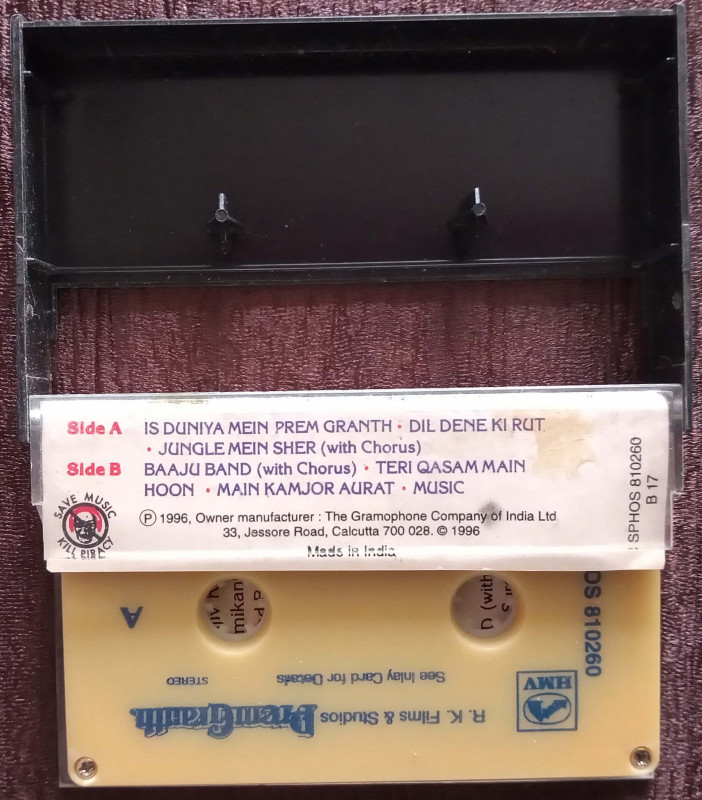 Side A IS DUNIYA MEIN PREM GRANTH • DIL DENE KI RUT
• JUNGLE MEIN SHER (with Chorus)
Side B BAAJU BAND (with Chorus) • TERI QASAM MAIN
HOON • MAIN KAMJOR AURAT • MUSIC
SAVE MUSIC
KILL PIRACY
℗ 1996, Owner manufacturer : The Gramophone Company of India Ltd
33, Jessore Road, Calcutta 700 028. © 1996
Made in India
SPHOS 810260
B 17
A
OS 810260
D (with
mikan
STEREO
See Inlay Card for Details
HMV
R. K. Films & Studios PremGranth